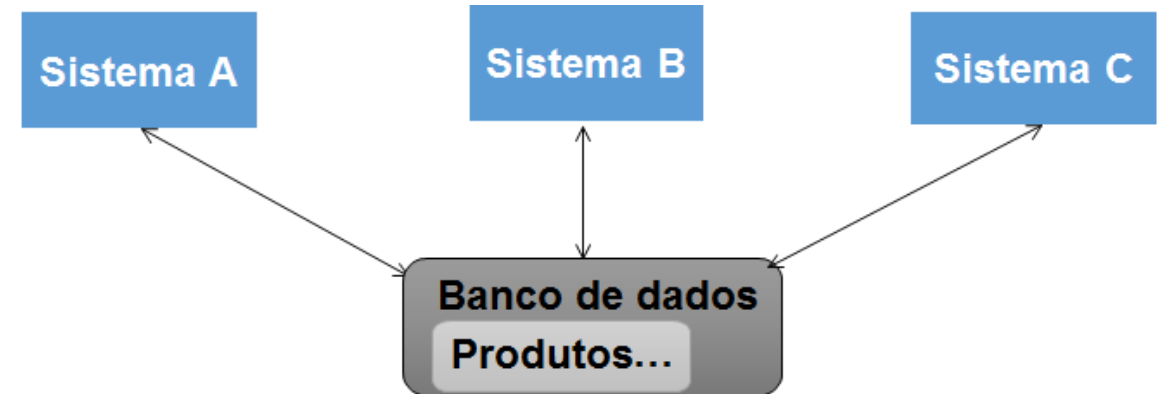 Sistema A
Sistema B
Sistema C
Banco de dados
Produtos...